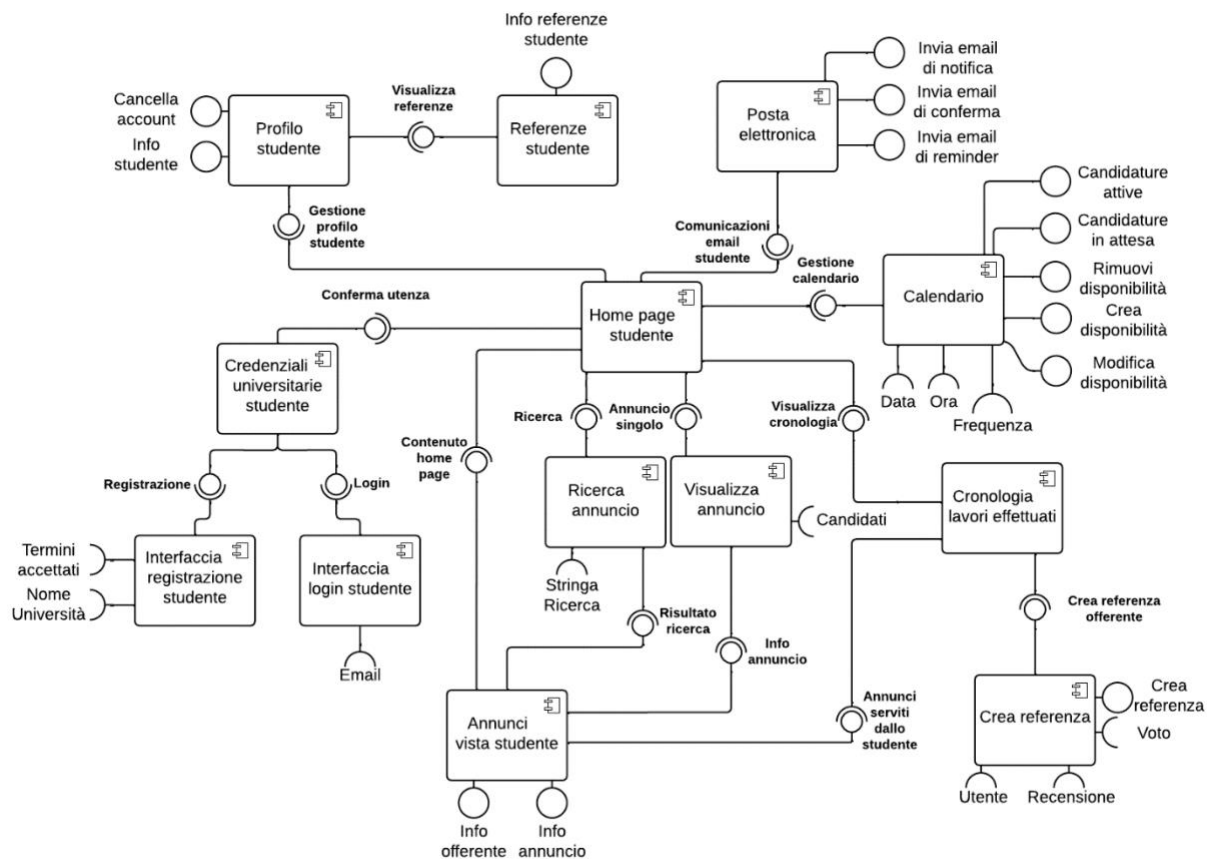 Info referenze
studente
Cancella
account
Info
studente
Profilo
studente
Visualizza
referenze
Referenze
studente
Posta
elettronica
Invia email
di notifica
Invia email
di conferma
Invia email
di reminder
Gestione
profilo
studente
Comunicazioni
email
studente
Candidature
attive
Candidature
in attesa
Rimuovi
disponibilità
Crea
disponibilità
Modifica
disponibilità
Gestione
calendario
Calendario
Data
Ora
Frequenza
Conferma utenza
Home page
studente
Credenziali
universitarie
studente
Contenuto
home
page
Ricerca
Annuncio
singolo
Visualizza
cronologia
Registrazione
Login
Ricerca
annuncio
Visualizza
annuncio
Candidati
Cronologia
lavori effettuati
Termini
accettati
Nome
Università
Interfaccia
registrazione
studente
Interfaccia
login studente
Email
Stringa
Ricerca
Risultato
ricerca
Info
annuncio
Crea referenza
offerente
Annunci
vista studente
Annunci
serviti
dallo
studente
Crea referenza
Crea
referenza
Voto
Utente
Recensione
Info
offerente
Info
annuncio